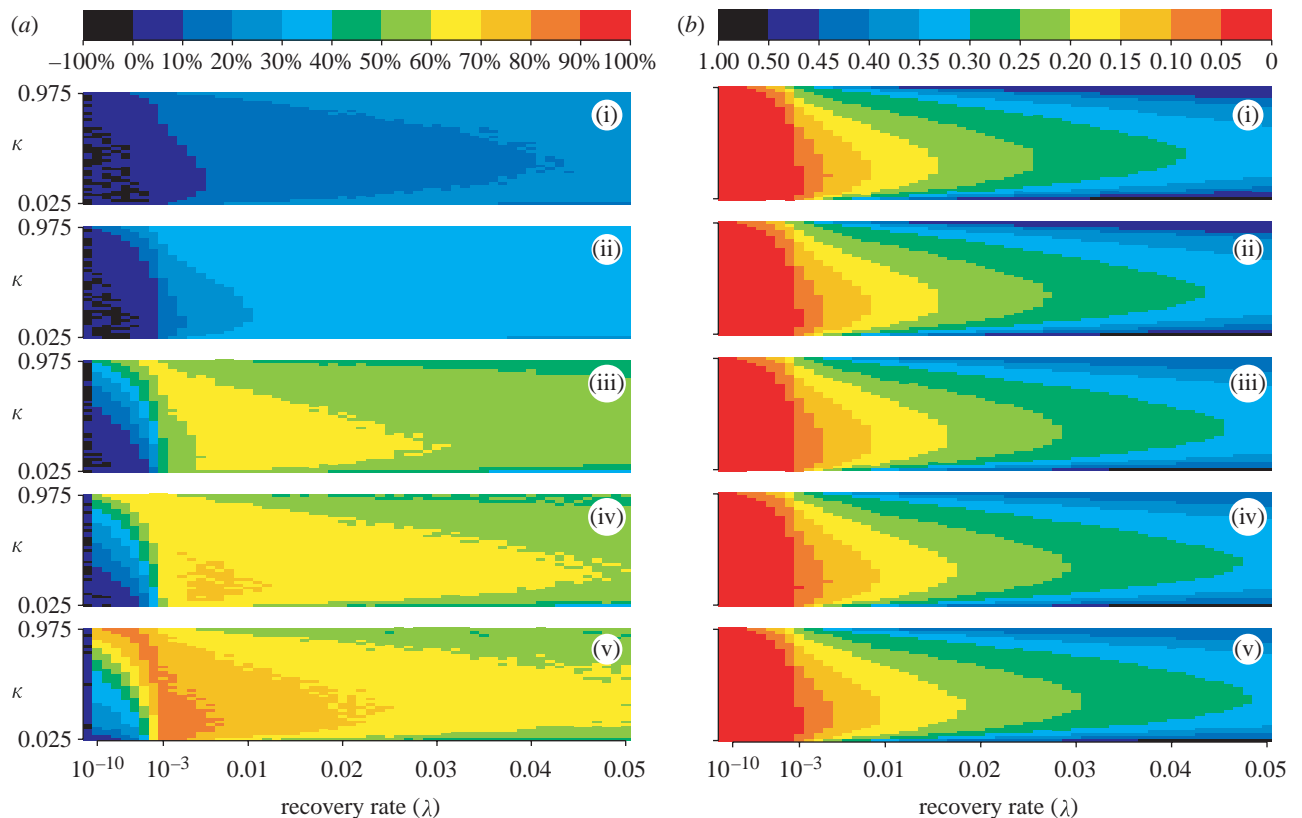 (a)
−100% 0% 10% 20% 30% 40% 50% 60% 70% 80% 90% 100%
0.975
κ
0.025
(i)
0.975
κ
0.025
(ii)
0.975
κ
0.025
(iii)
0.975
κ
0.025
(iv)
0.975
κ
0.025
(v)
10−10 10−3 0.01 0.02 0.03 0.04 0.05
recovery rate (λ)
(b)
1.00 0.50 0.45 0.40 0.35 0.30 0.25 0.20 0.15 0.10 0.05 0
(i)
(ii)
(iii)
(iv)
(v)
10−10 10−3 0.01 0.02 0.03 0.04 0.05
recovery rate (λ)